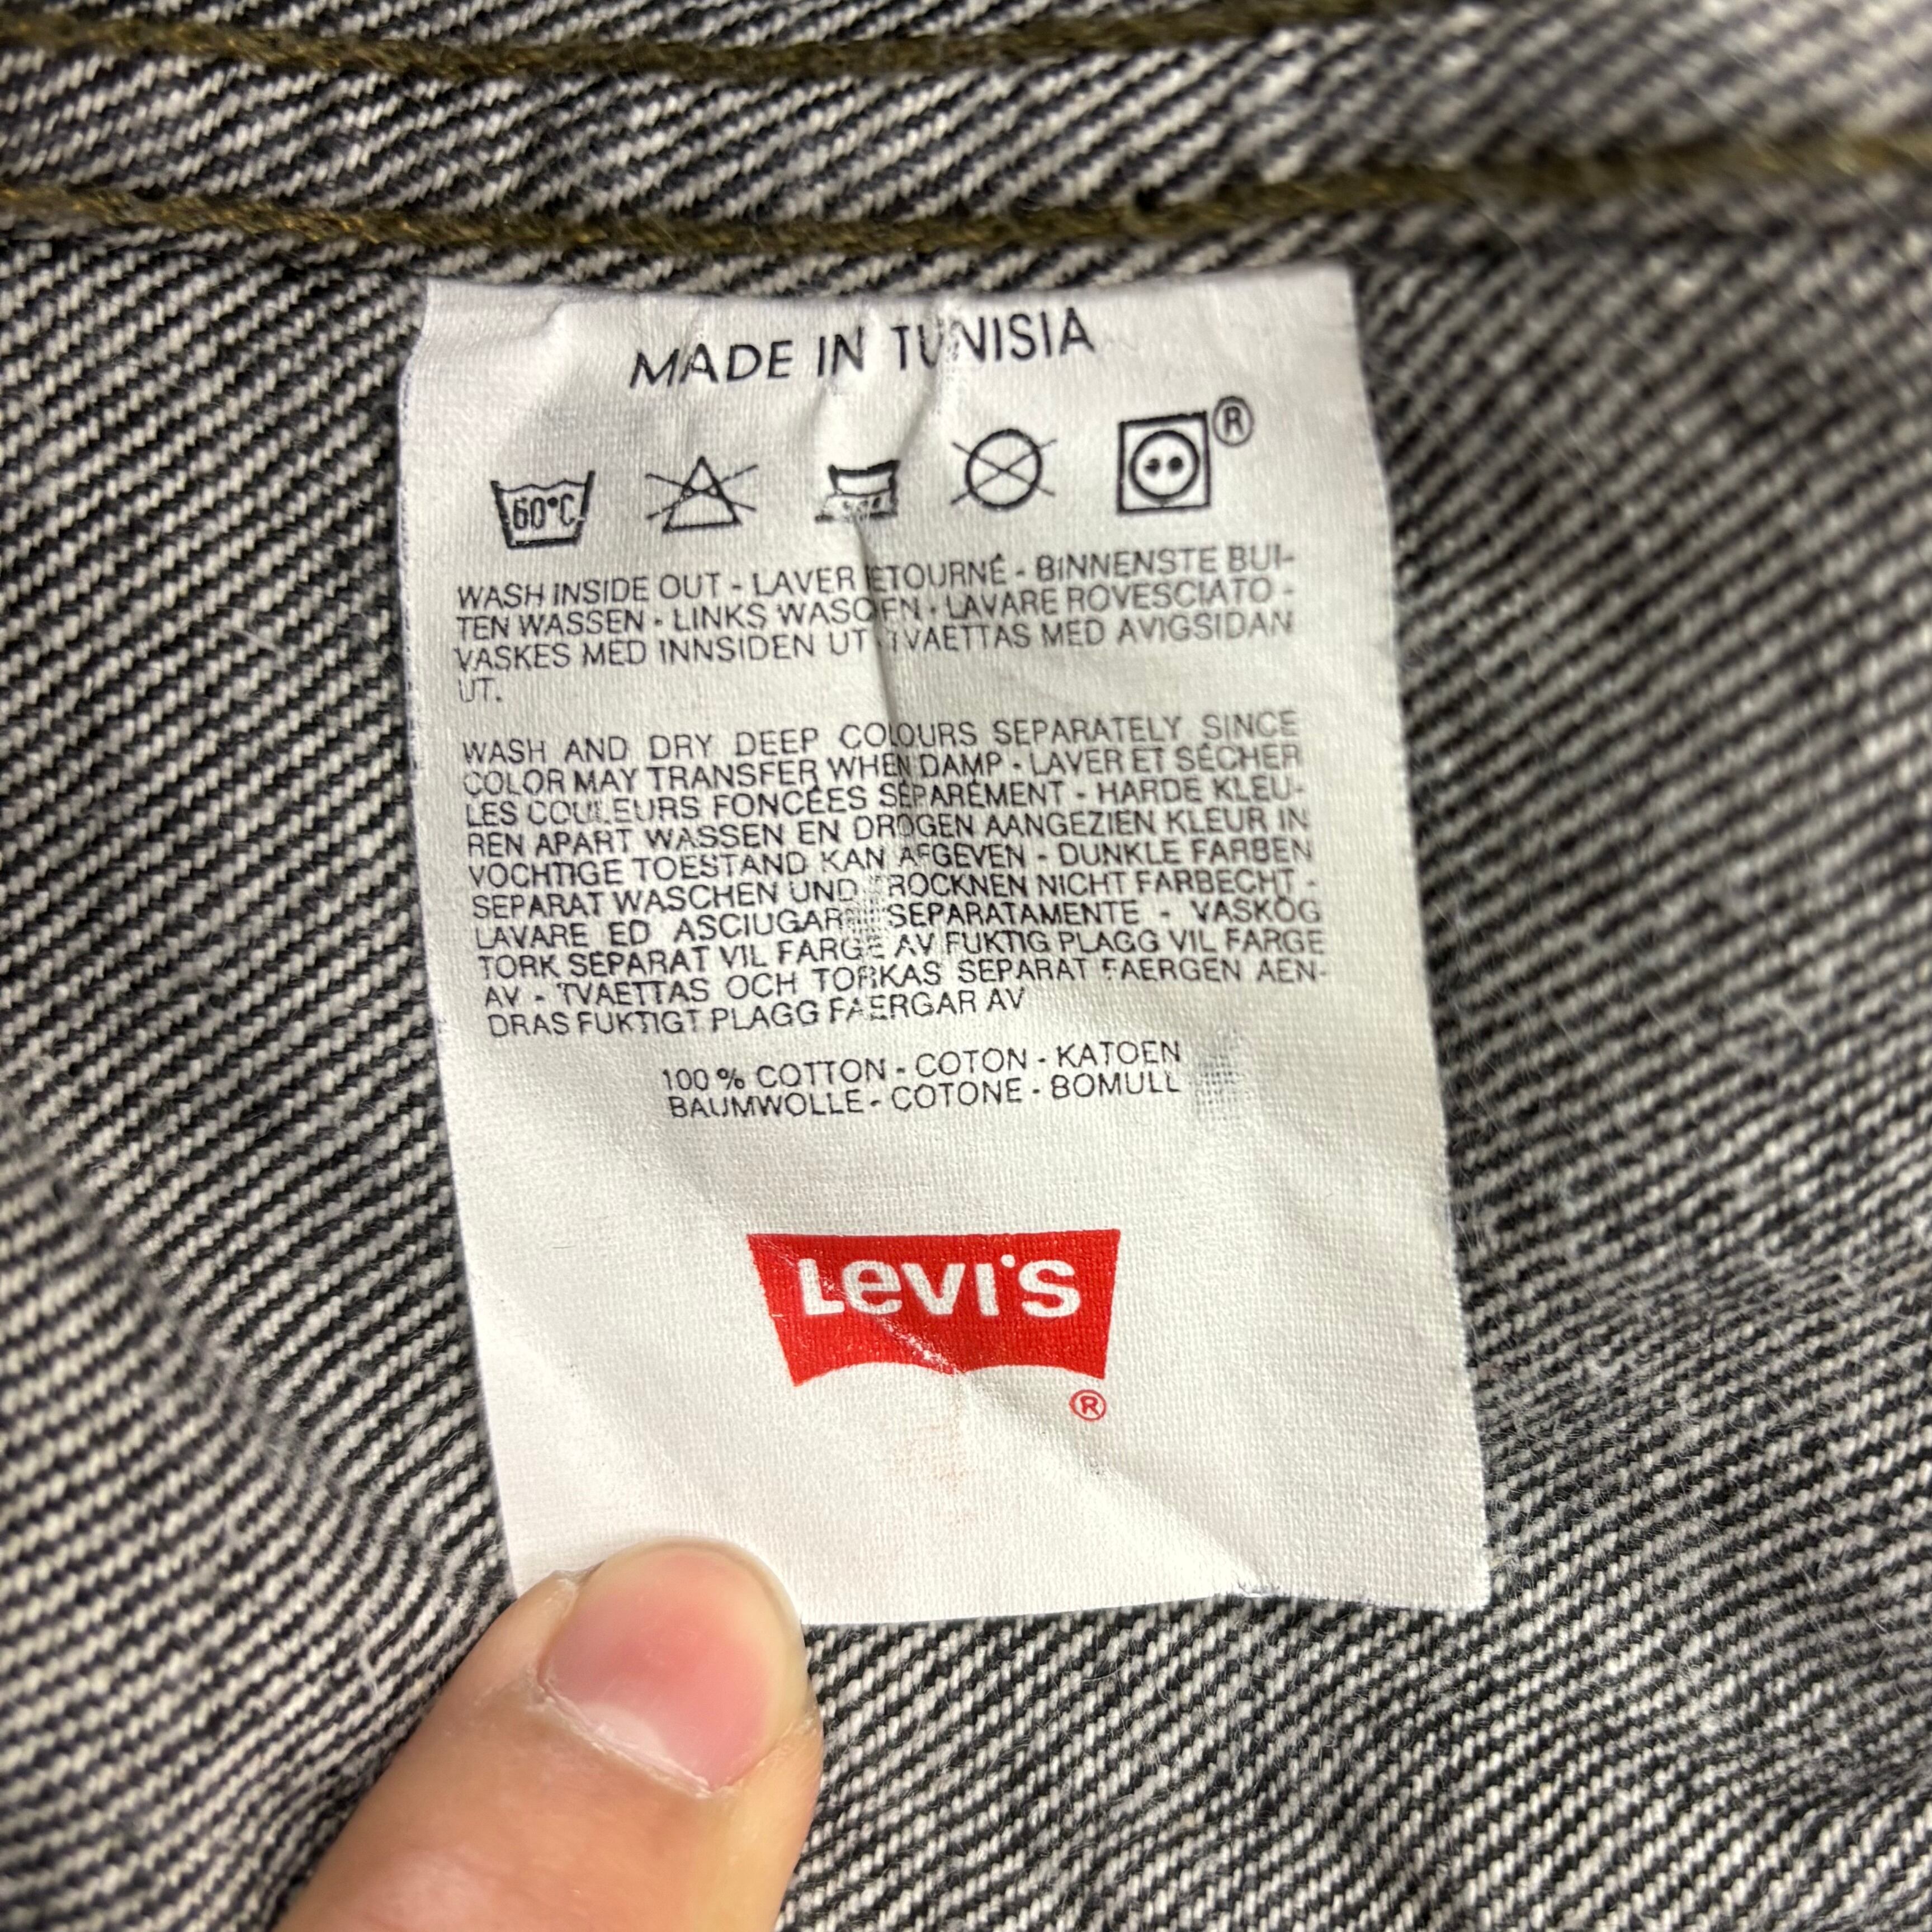 MADE IN TUNISIA
60°C ®
WASH INSIDE OUT - LAVER RETOURNÉ - BINNENSTE BUI-
TEN WASSEN - LINKS WASCHEN - LAVARE ROVESCIATO -
VASKES MED INNSIDEN UT TVAETTAS MED AVIGSIDAN
UT.
WASH AND DRY DEEP COLOURS SEPARATELY SINCE
COLOR MAY TRANSFER WHEN DAMP - LAVER ET SÉCHER
LES COULEURS FONCÉES SÉPARÉMENT - HARDE KLEU-
REN APART WASSEN EN DROGEN AANGEZIEN KLEUR IN
VOCHTIGE TOESTAND KAN AFGEVEN - DUNKLE FARBEN
SEPARAT WASCHEN UND TROCKNEN NICHT FARBECHT -
LAVARE ED ASCIUGARE SEPARATAMENTE - VASKOG
TORK SEPARAT VIL FARGE AV FUKTIG PLAGG VIL FARGE
AV - TVAETTAS OCH TORKAS SEPARAT FAERGEN AEN-
DRAS FUKTIGT PLAGG FAERGAR AV
100 % COTTON - COTON - KATOEN
BAUMWOLLE - COTONE - BOMULL
Levi's
®